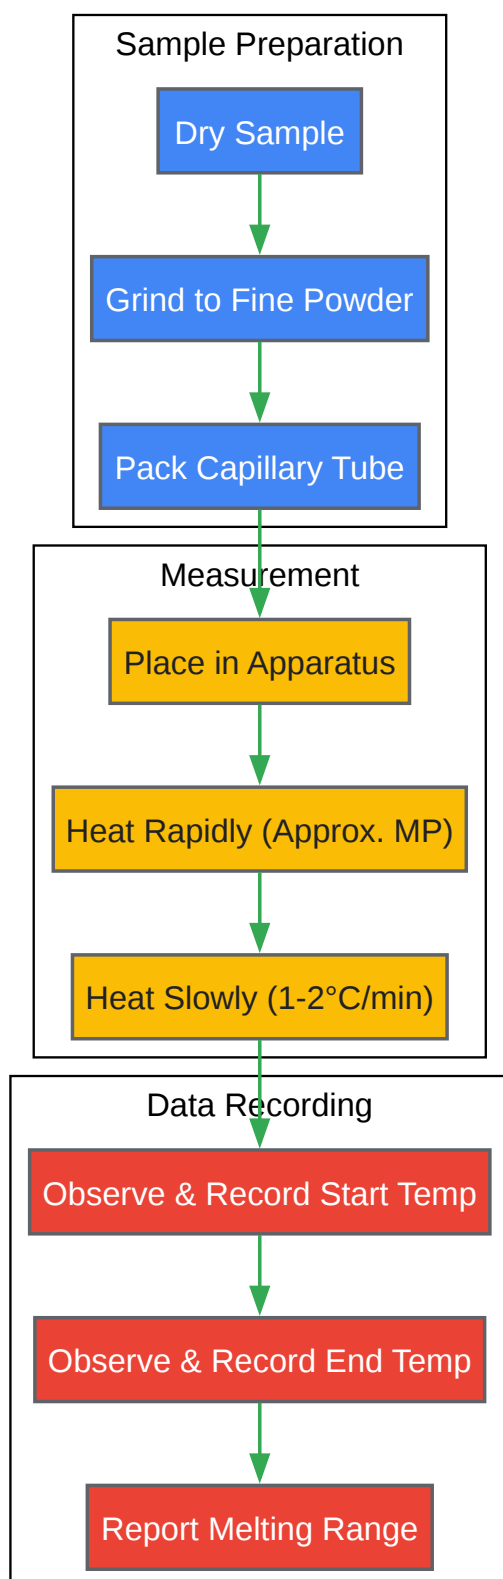 Sample Preparation
Dry Sample
Grind to Fine Powder
Pack Capillary Tube
Measurement
Place in Apparatus
Heat Rapidly (Approx. MP)
Heat Slowly (1-2°C/min)
Data Recording
Observe & Record Start Temp
Observe & Record End Temp
Report Melting Range